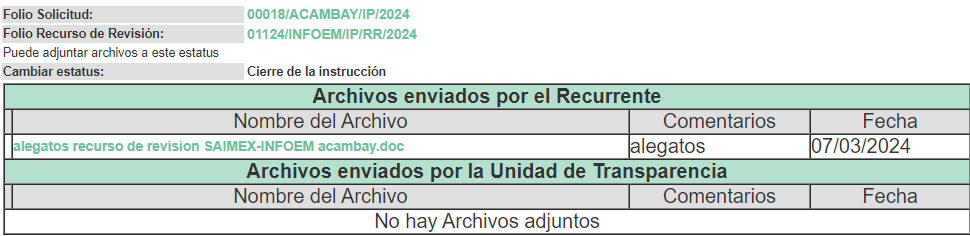 Folio Solicitud: 00018/ACAMBAY/IP/2024
Folio Recurso de Revisión: 01124/INFOEM/IP/RR/2024
Puede adjuntar archivos a este estatus
Cambiar estatus: Cierre de la instrucción
Archivos enviados por el Recurrente
Nombre del Archivo Comentarios Fecha
alegatos recurso de revision SAIMEX-INFOEM acambay.doc alegatos 07/03/2024
Archivos enviados por la Unidad de Transparencia
Nombre del Archivo Comentarios Fecha
No hay Archivos adjuntos